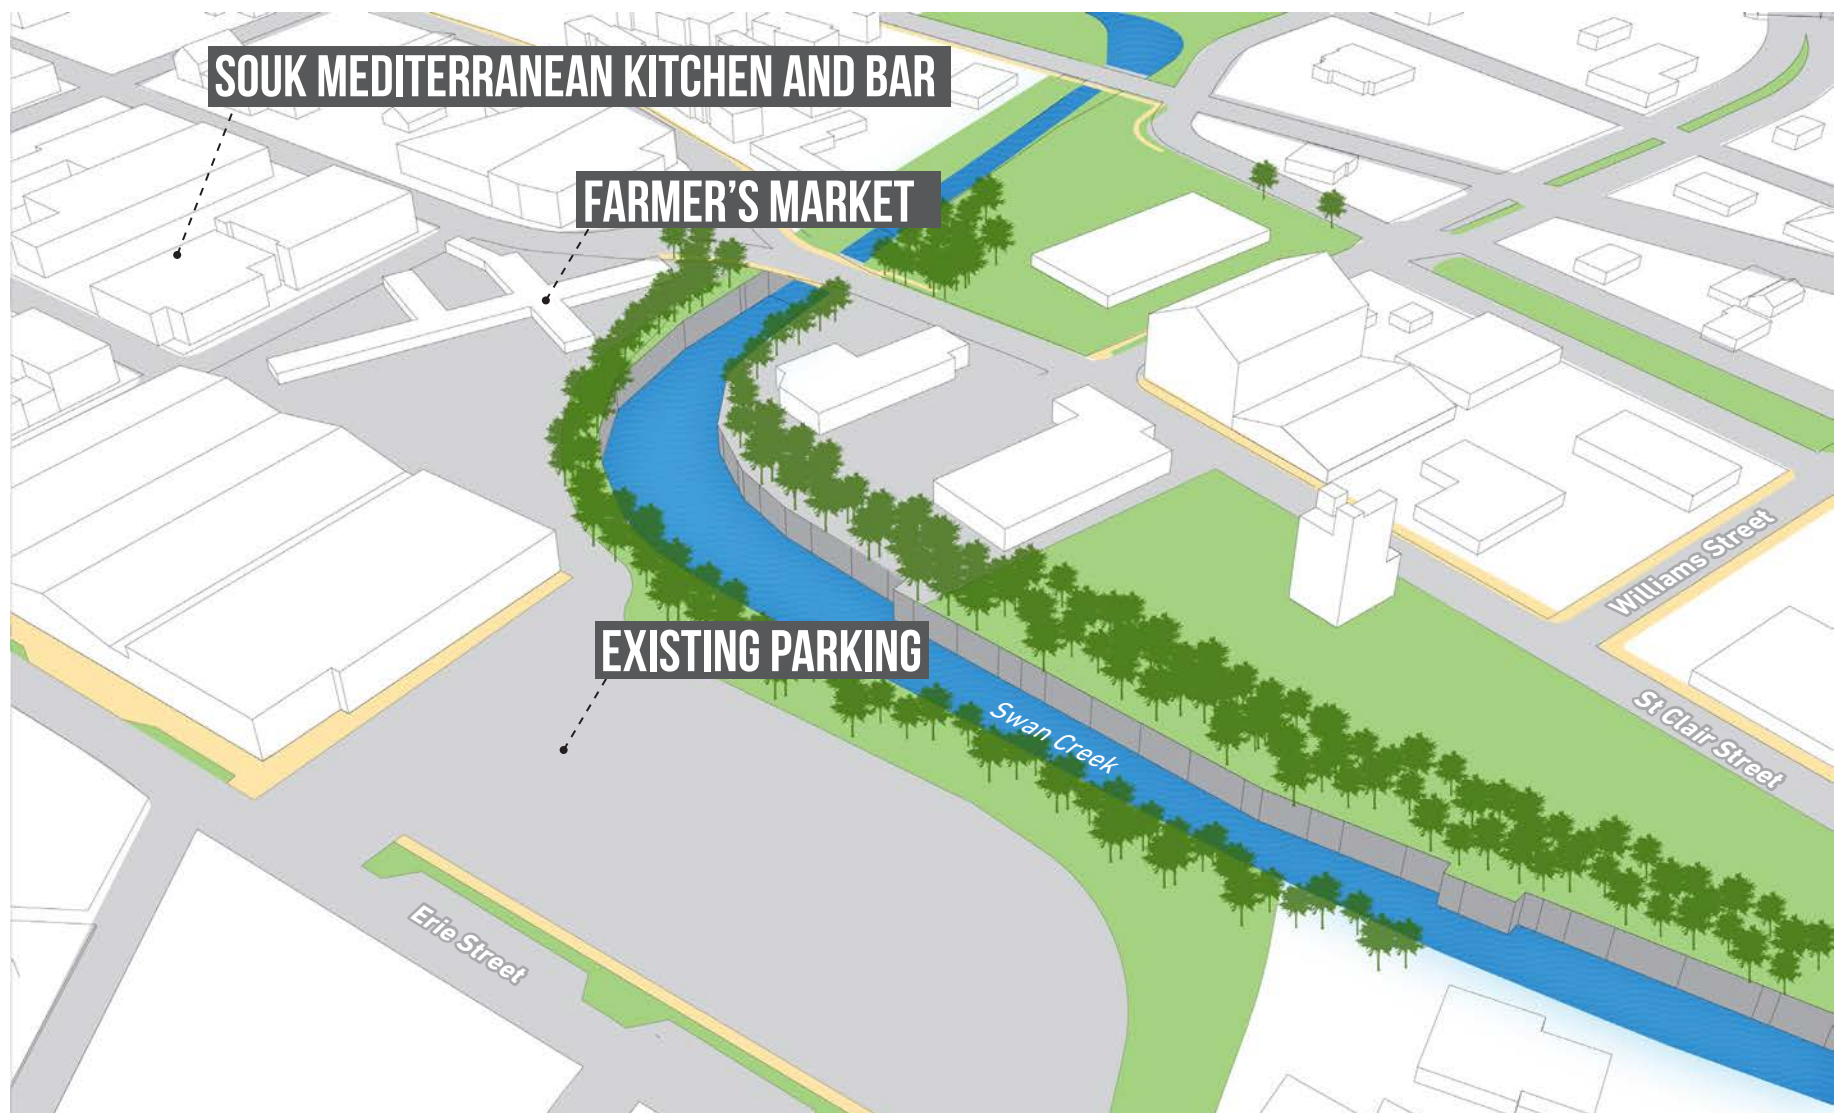 SOUK MEDITERRANEAN KITCHEN AND BAR
FARMER'S MARKET
Williams Street
EXISTING PARKING
Swan Creek
St Clair Street
Erie Street